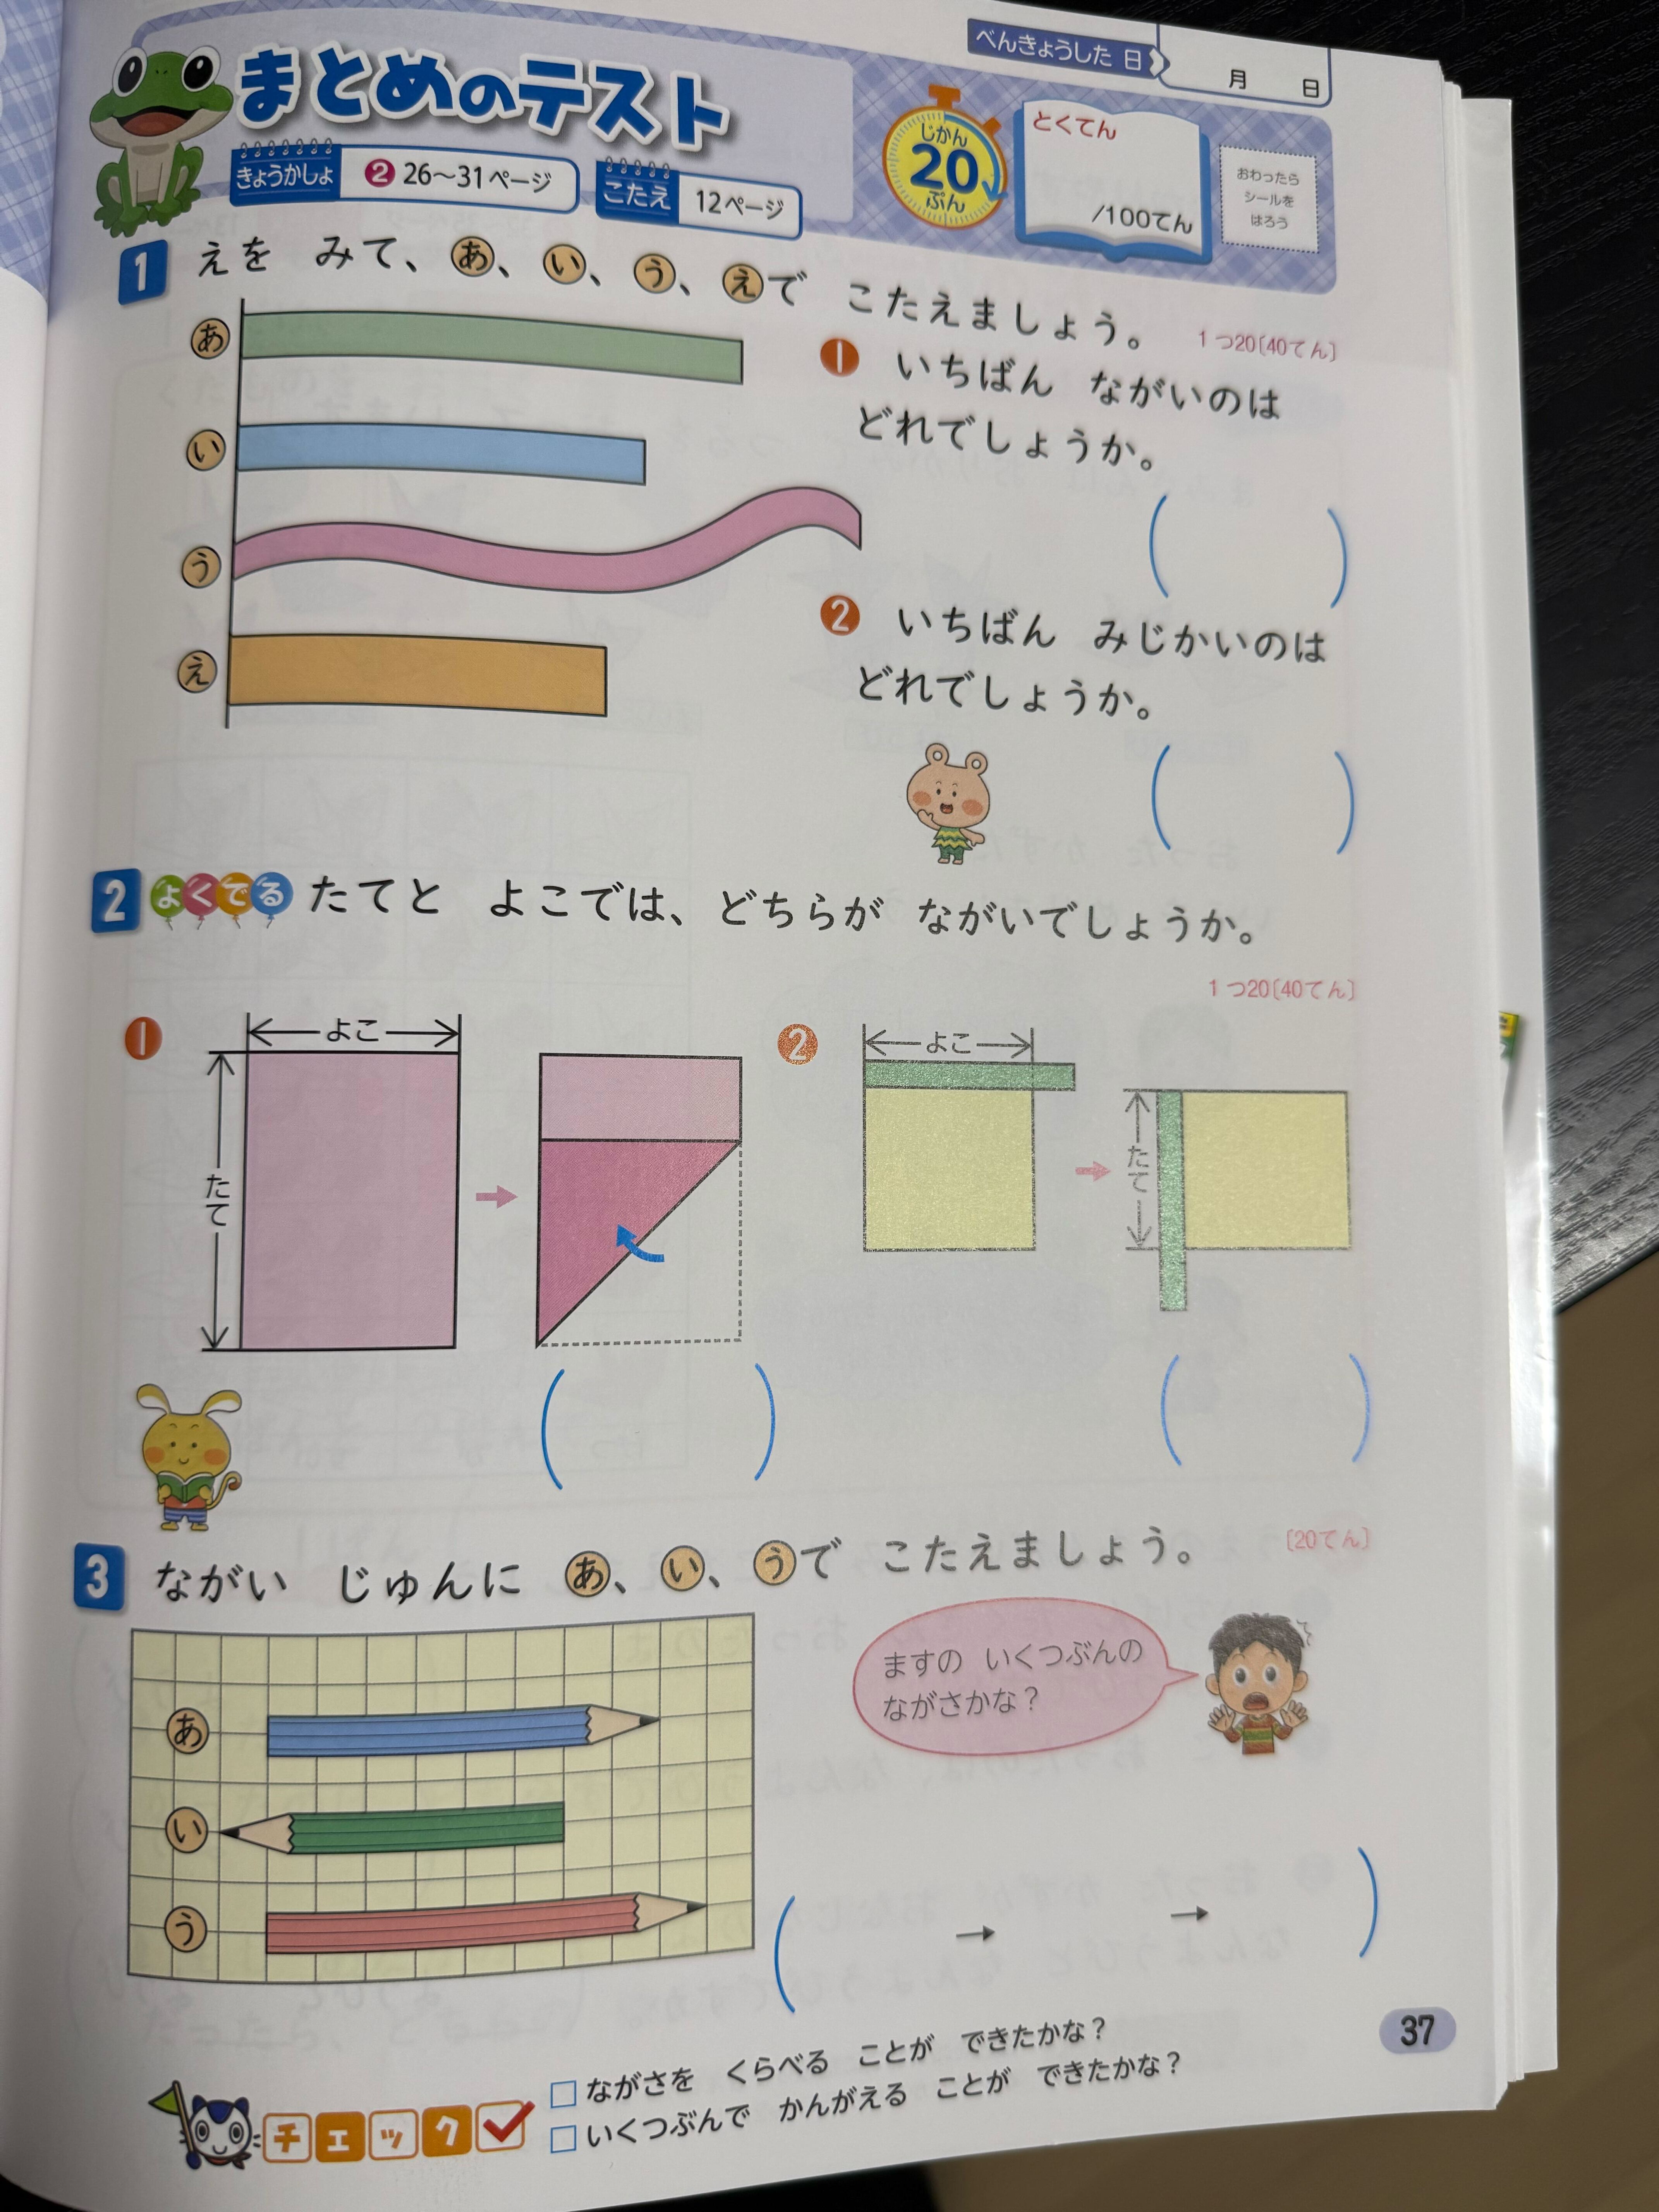 べんきょうした 日
月 日
まとめのテスト
きょうかしょ ❷ 26〜31ページ こたえ 12ページ
じかん 20 ぷん
とくてん
/100てん
おわったら
シールを
はろう
1 えを みて、あ、い、う、えで こたえましょう。 1つ20〔40てん〕
あ
い
う
え
❶ いちばん ながいのは
どれでしょうか。
( )
❷ いちばん みじかいのは
どれでしょうか。
( )
2 よくでる たてと よこでは、どちらが ながいでしょうか。
1つ20〔40てん〕
❶ よこ
たて
( )
❷ よこ
たて
( )
3 ながい じゅんに あ、い、うで こたえましょう。 〔20てん〕
あ
い
う
ますの いくつぶんの
ながさかな?
( → → )
チェック
□ながさを くらべる ことが できたかな?
□いくつぶんで かんがえる ことが できたかな?
37